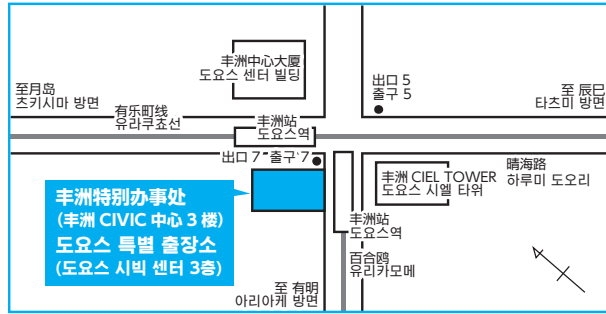 丰洲中心大厦
도요스 센터 빌딩
至月岛
츠키시마 방면
出口 5
출구 5
至 辰巳
타츠미 방면
有乐町线
유라쿠쵸선
丰洲站
도요스역
出口 7 출구 7
丰洲 CIEL TOWER
도요스 시엘 타워
晴海路
하루미 도오리
丰洲特别办事处
(丰洲 CIVIC 中心 3 楼)
도요스 특별 출장소
(도요스 시빅 센터 3층)
丰洲站
도요스역
百合鸥
유리카모메
至 有明
아리아케 방면